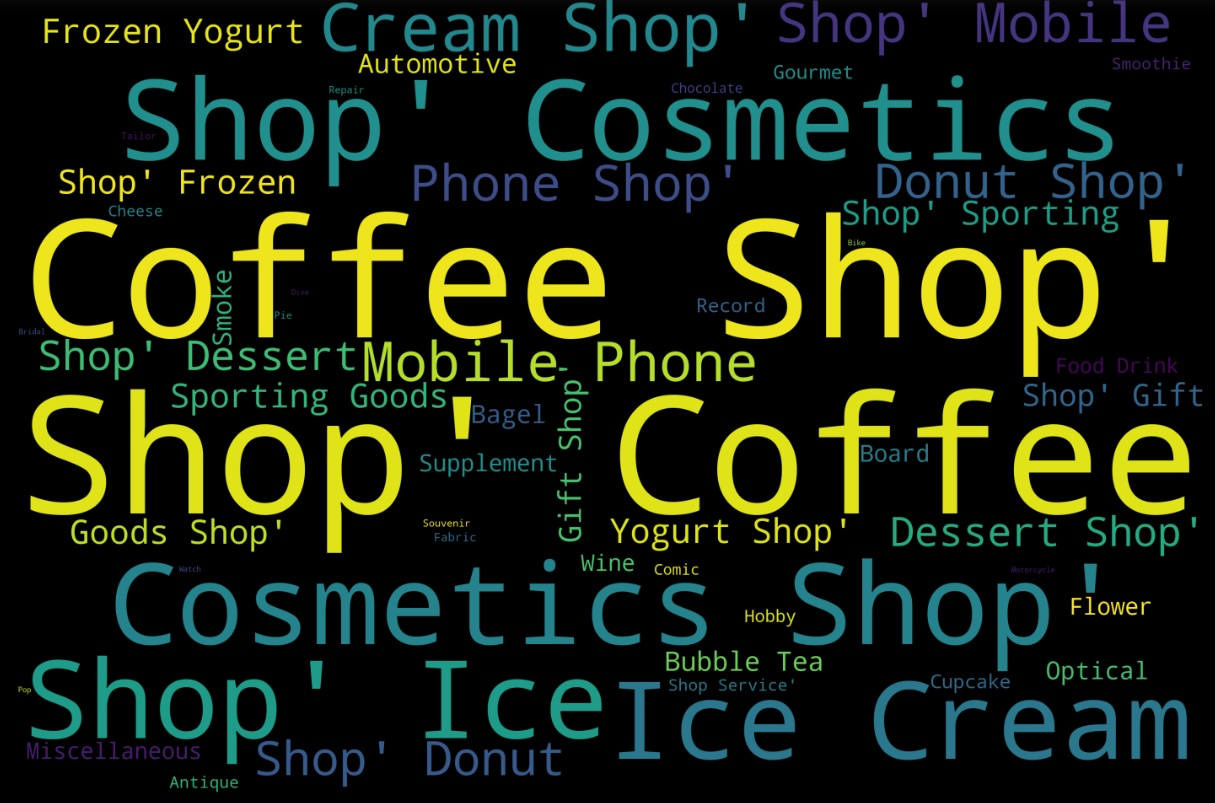 Frozen Yogurt
Cream Shop'
Shop' Mobile
Automotive
Gourmet
Smoothie
Repair
Chocolate
Shop' Cosmetics
Tailor
Shop' Frozen
Phone Shop'
Donut Shop'
Cheese
Shop' Sporting
Coffee Shop'
Bike
Smoke
Dive
Pie
Record
Bridal
Shop' Dessert
Mobile Phone
Food Drink
Sporting Goods
Gift Shop'
Shop' Gift
Bagel
Shop' Coffee
Supplement
Board
Goods Shop'
Souvenir
Fabric
Yogurt Shop'
Dessert Shop'
Wine
Comic
Watch
Motorcycle
Cosmetics Shop'
Hobby
Flower
Bubble Tea
Optical
Shop' Ice
Pop
Shop Service'
Cupcake
Ice Cream
Miscellaneous
Shop' Donut
Antique